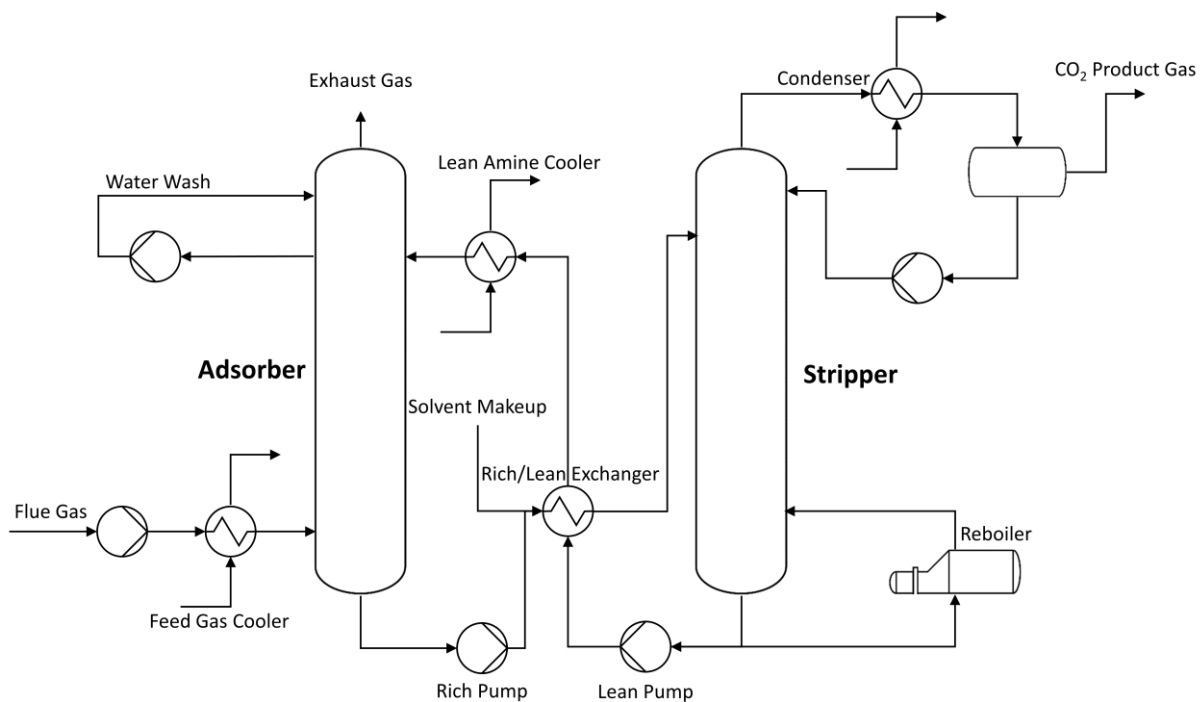 Exhaust Gas
Condenser
CO₂ Product Gas
Water Wash
Lean Amine Cooler
Adsorber
Stripper
Solvent Makeup
Rich/Lean Exchanger
Flue Gas
Reboiler
Feed Gas Cooler
Rich Pump
Lean Pump